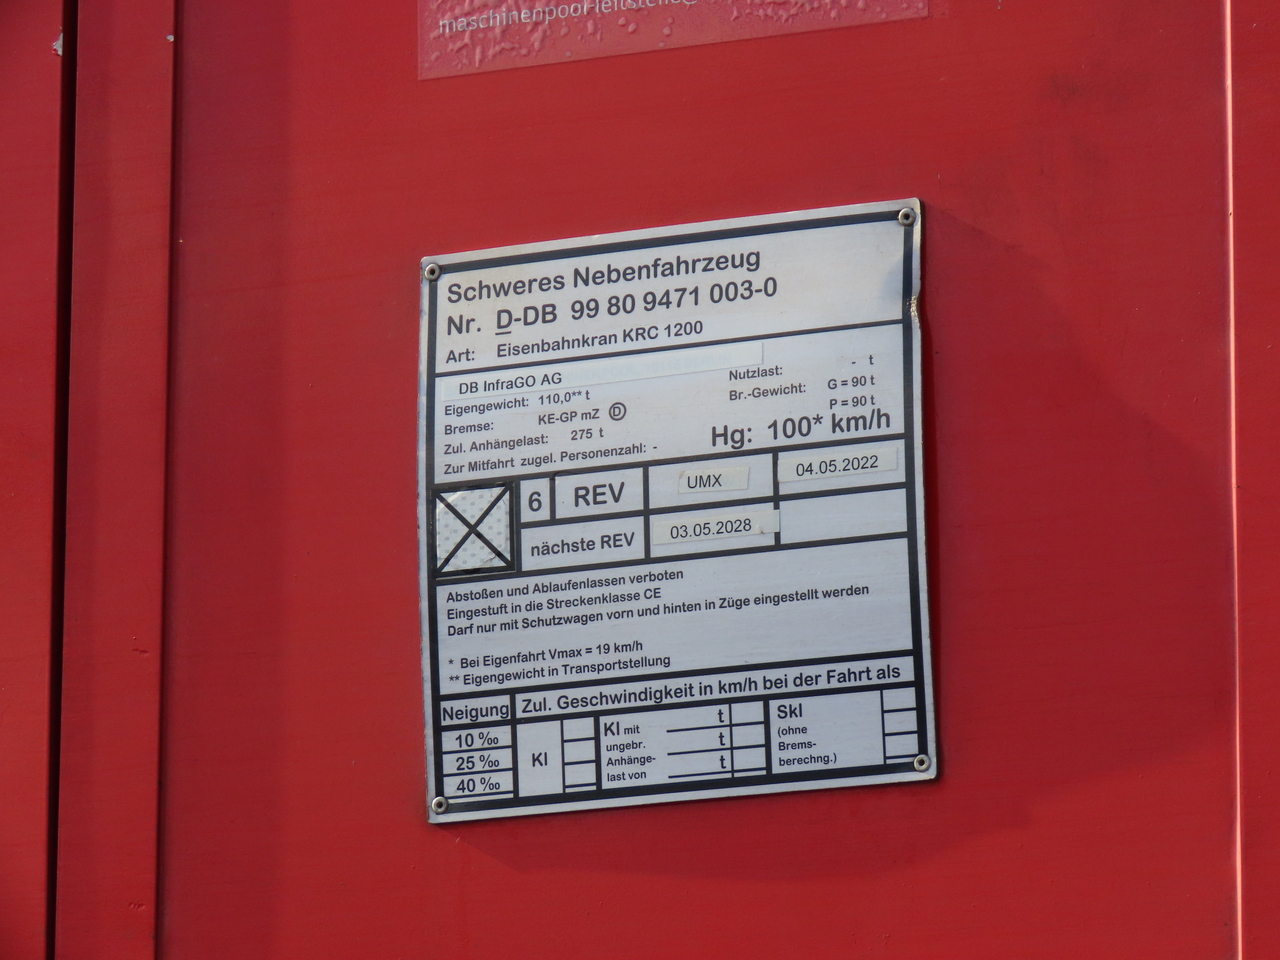 maschinenpool-leitstelle@
Schweres Nebenfahrzeug
Nr. D-DB 99 80 9471 003-0
Art: Eisenbahnkran KRC 1200
DB InfraGO AG
Eigengewicht: 110,0** t
Nutzlast: - t
Bremse: KE-GP mZ D
Br.-Gewicht: G = 90 t
P = 90 t
Zul. Anhängelast: 275 t
Hg: 100* km/h
Zur Mitfahrt zugel. Personenzahl: -
6 REV UMX 04.05.2022
nächste REV 03.05.2028
Abstoßen und Ablaufenlassen verboten
Eingestuft in die Streckenklasse CE
Darf nur mit Schutzwagen vorn und hinten in Züge eingestellt werden
* Bei Eigenfahrt Vmax = 19 km/h
** Eigengewicht in Transportstellung
Neigung Zul. Geschwindigkeit in km/h bei der Fahrt als
10 ‰
25 ‰
40 ‰
Kl
Kl mit t
ungebr. t
Anhänge-
last von t
Skl
(ohne
Brems-
berechng.)